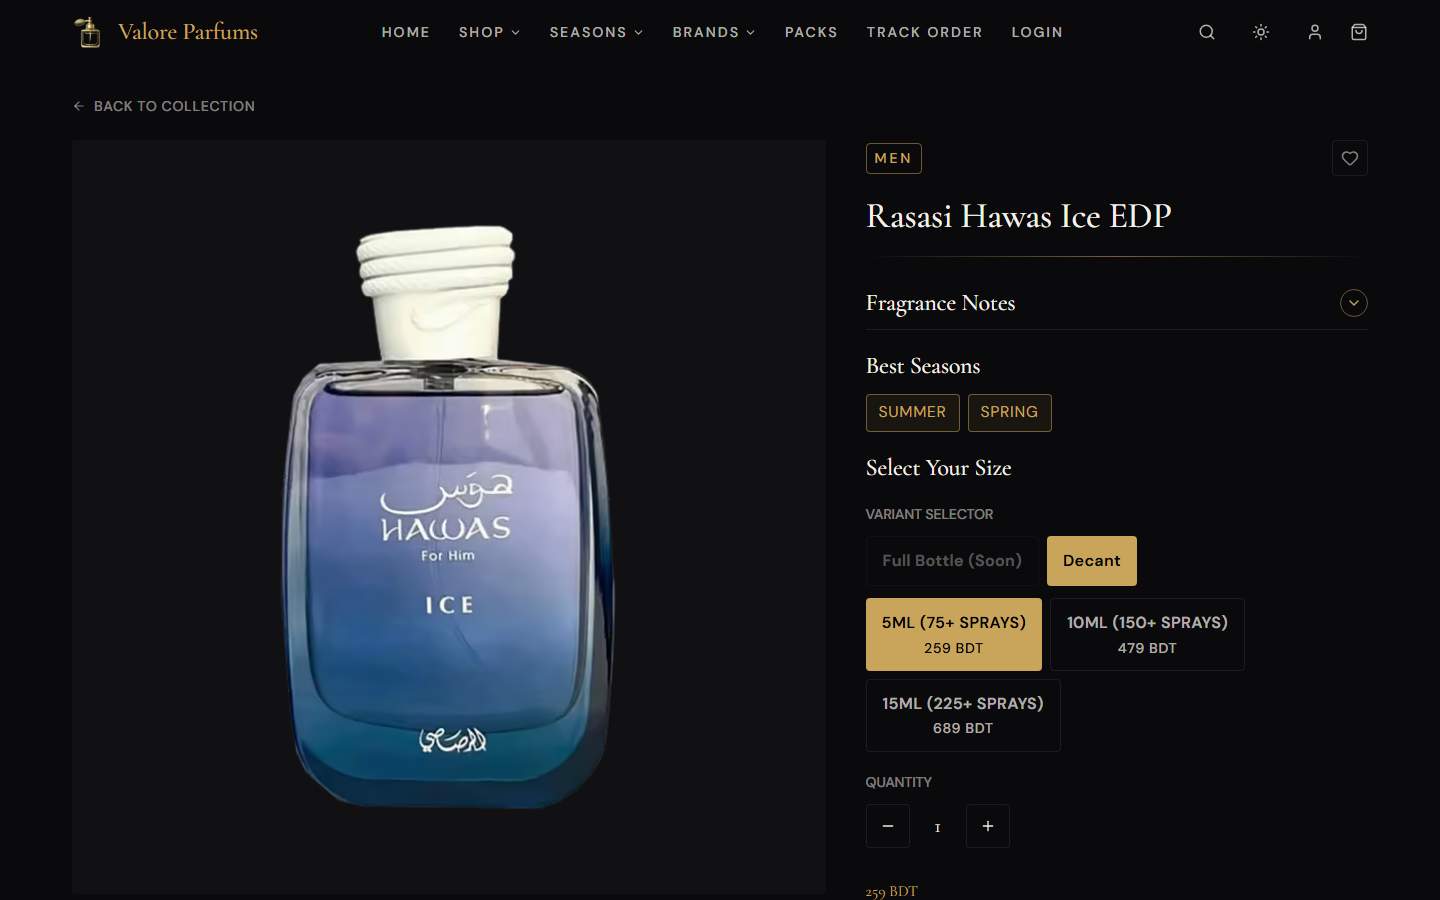 Valore Parfums
HOME SHOP SEASONS BRANDS PACKS TRACK ORDER LOGIN
BACK TO COLLECTION
هوَس
HAWAS
For Him
ICE
الرصاصي
MEN
Rasasi Hawas Ice EDP
Fragrance Notes
Best Seasons
SUMMER SPRING
Select Your Size
VARIANT SELECTOR
Full Bottle (Soon) Decant
5ML (75+ SPRAYS) 10ML (150+ SPRAYS)
259 BDT 479 BDT
15ML (225+ SPRAYS)
689 BDT
QUANTITY
− 1 +
259 BDT